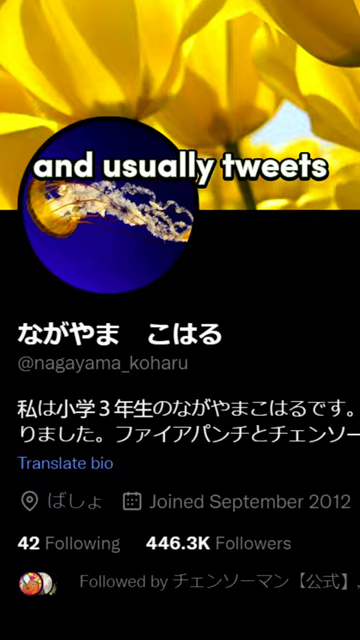 and usually tweets
ながやま　こはる
@nagayama_koharu
私は小学３年生のながやまこはるです。
りました。ファイアパンチとチェンソー
Translate bio
ばしょ Joined September 2012
42 Following 446.3K Followers
Followed by チェンソーマン【公式】,